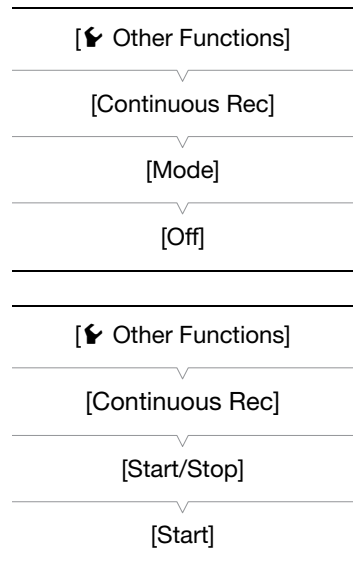 [ Other Functions]
[Continuous Rec]
[Mode]
[Off]
[ Other Functions]
[Continuous Rec]
[Start/Stop]
[Start]